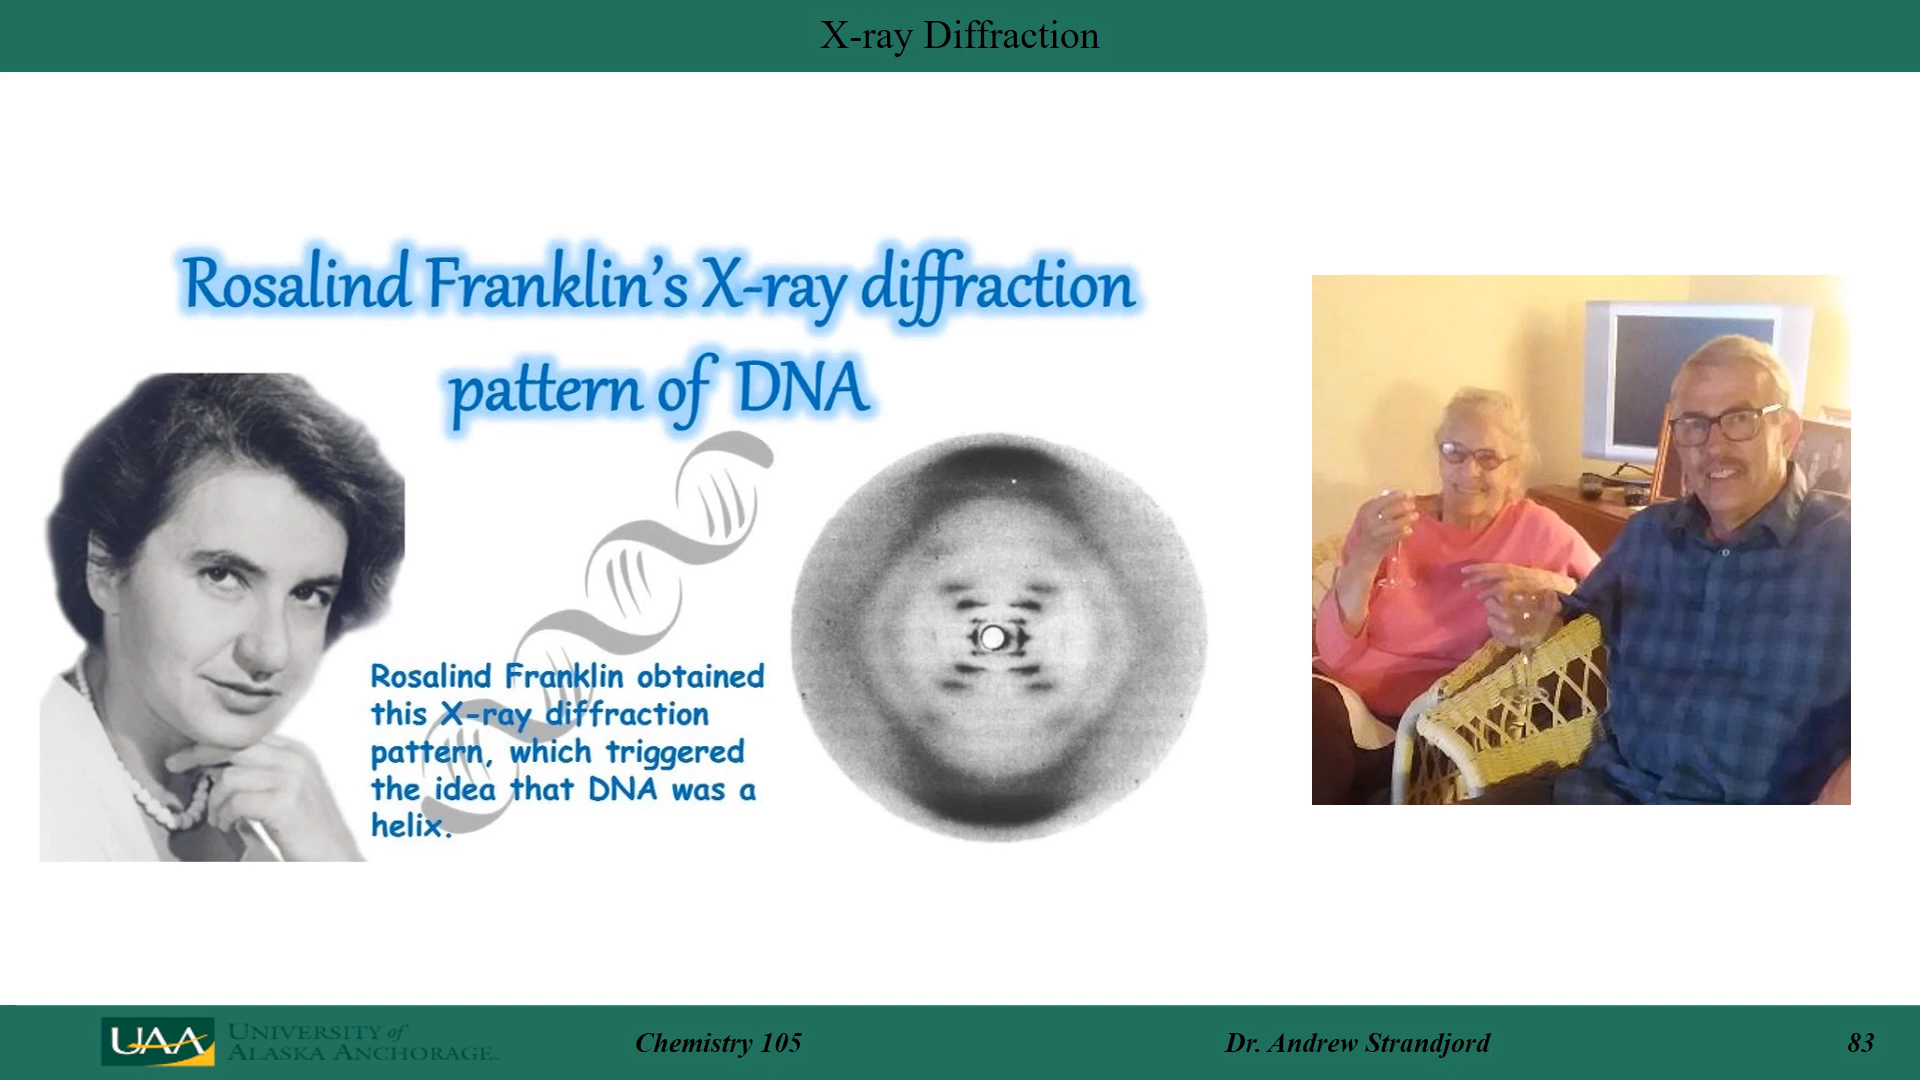 X-ray Diffraction
Rosalind Franklin’s X-ray diffraction
pattern of DNA
Rosalind Franklin obtained
this X-ray diffraction
pattern, which triggered
the idea that DNA was a
helix.
UAA UNIVERSITY of
ALASKA ANCHORAGE.
Chemistry 105
Dr. Andrew Strandjord
83